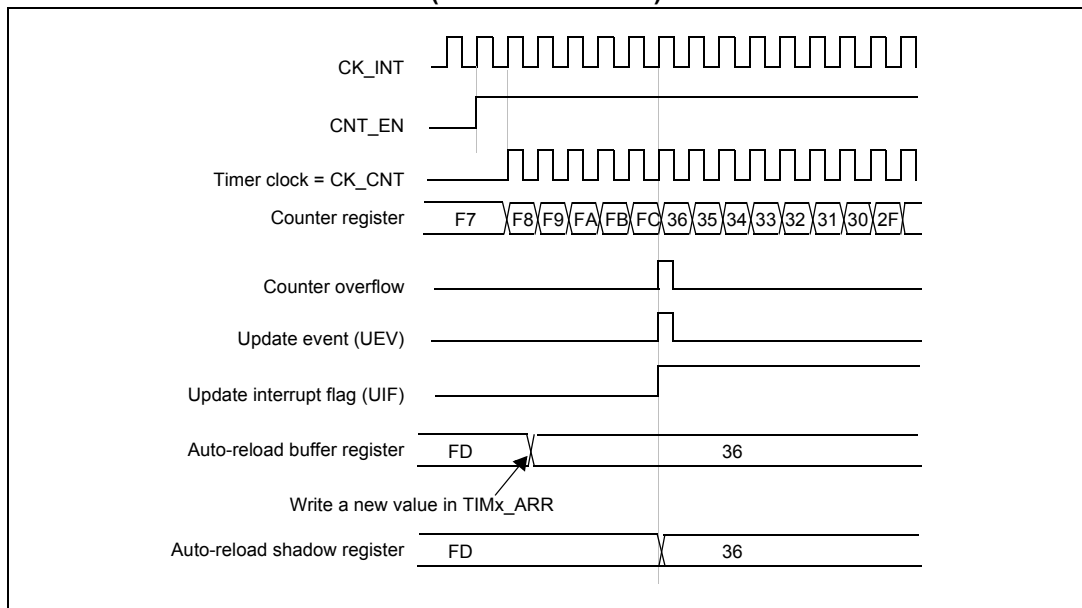 CK_INT
CNT_EN
Timer clock = CK_CNT
Counter register F7 F8 F9 FA FB FC 36 35 34 33 32 31 30 2F
Counter overflow
Update event (UEV)
Update interrupt flag (UIF)
Auto-reload buffer register FD 36
Write a new value in TIMx_ARR
Auto-reload shadow register FD 36